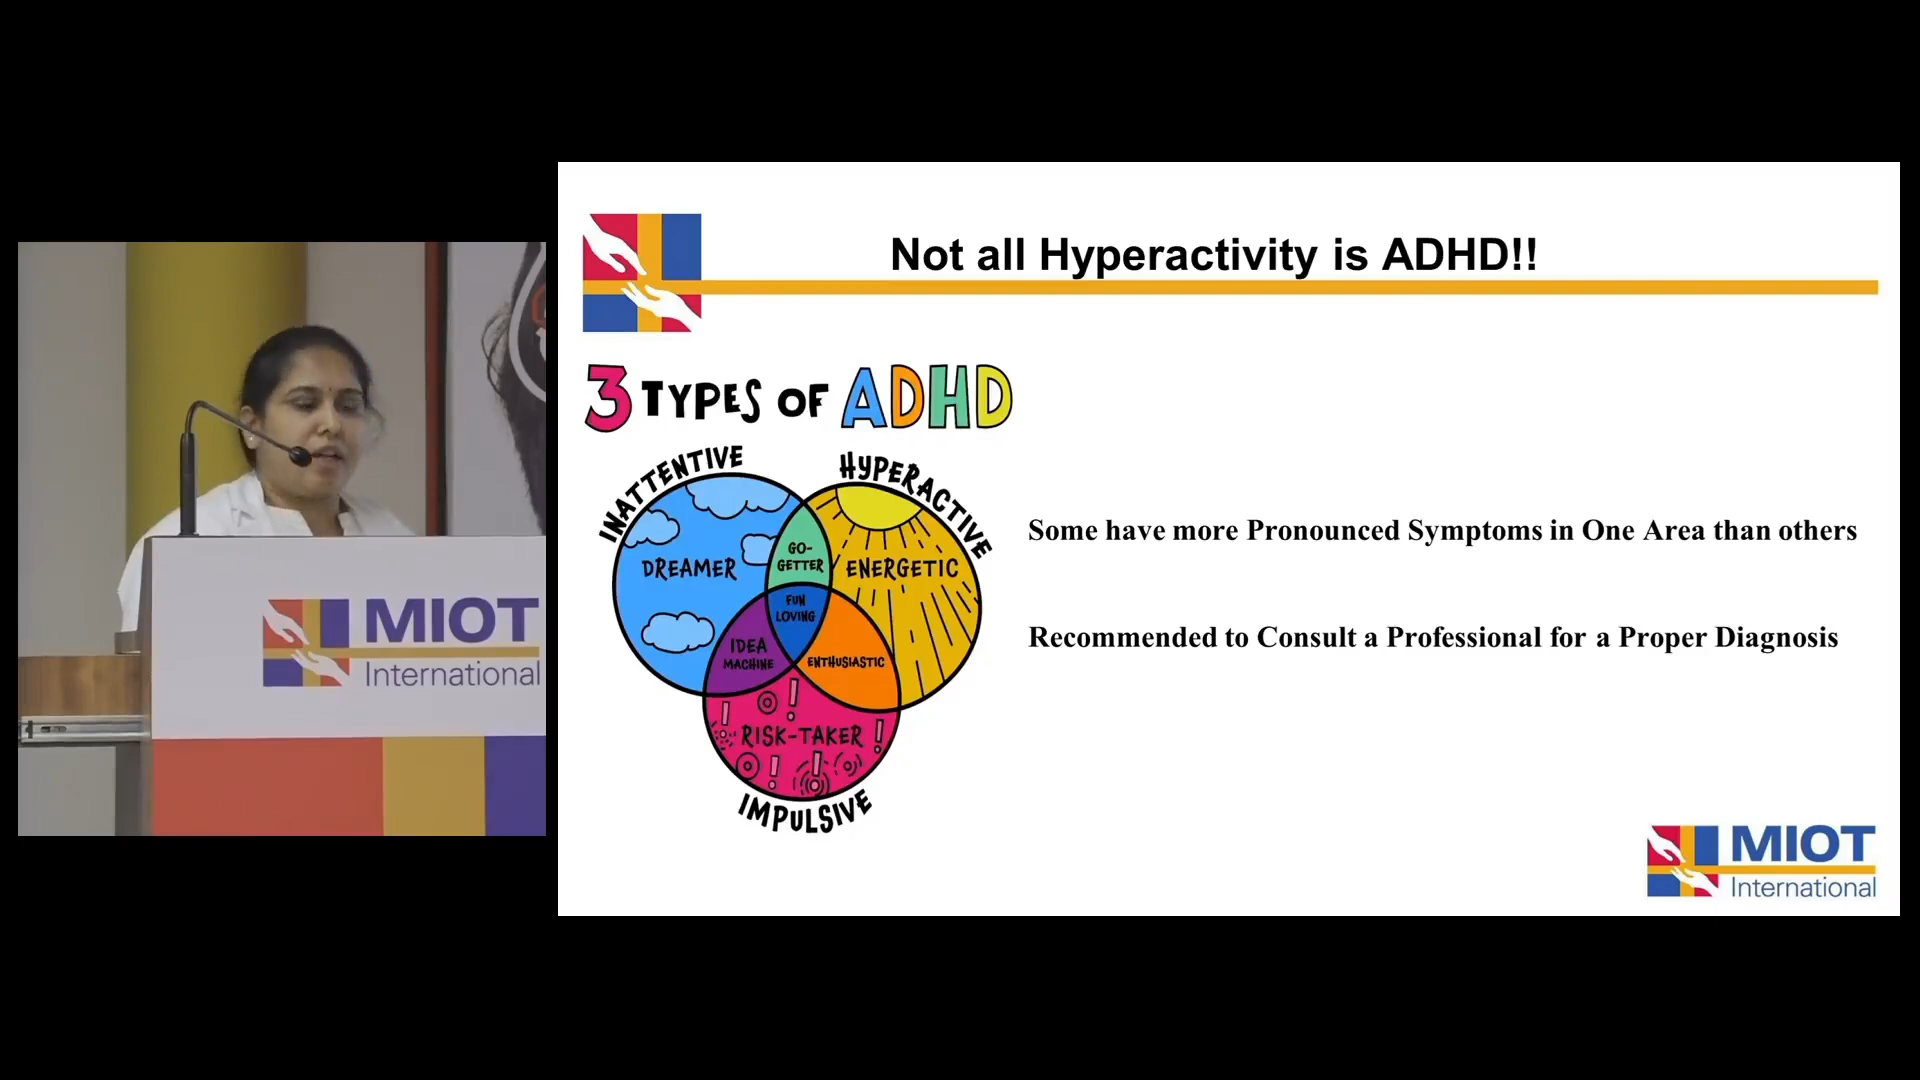 MIOT
International
Not all Hyperactivity is ADHD!!
3 TYPES OF ADHD
INATTENTIVE
HYPERACTIVE
DREAMER
GO-
GETTER
ENERGETIC
FUN
LOVING
IDEA
MACHINE
ENTHUSIASTIC
RISK-TAKER
IMPULSIVE
Some have more Pronounced Symptoms in One Area than others
Recommended to Consult a Professional for a Proper Diagnosis
MIOT
International